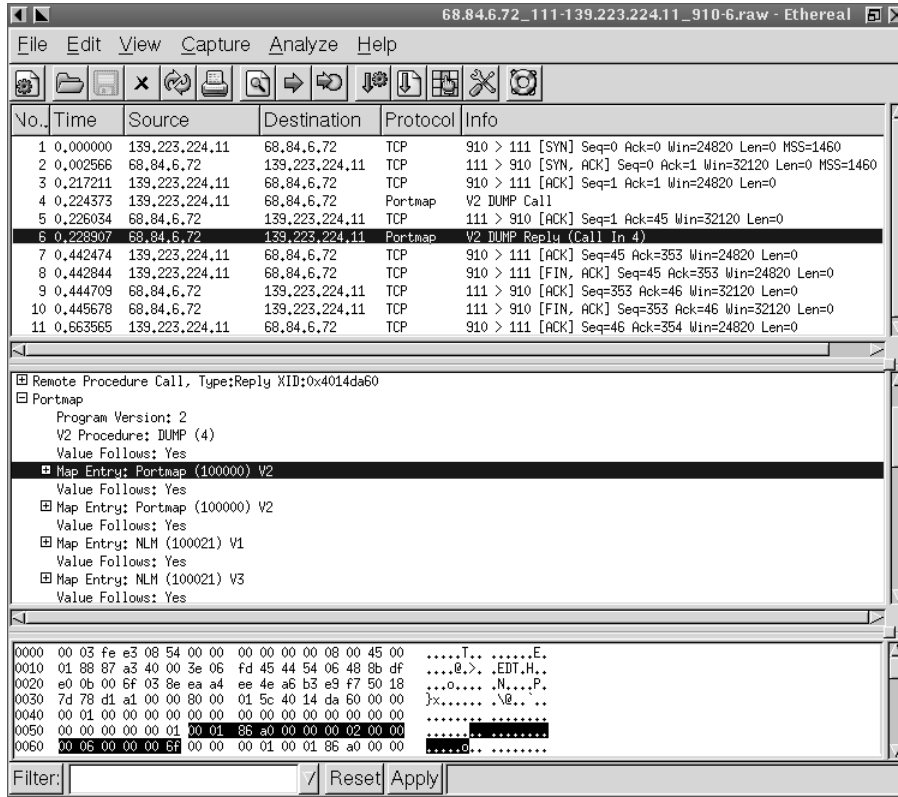 68.84.6.72_111-139.223.224.11_910-6.raw - Ethereal
File Edit View Capture Analyze Help
No. Time Source Destination Protocol Info
1 0.000000 139.223.224.11 68.84.6.72 TCP 910 > 111 [SYN] Seq=0 Ack=0 Win=24820 Len=0 MSS=1460
2 0.002566 68.84.6.72 139.223.224.11 TCP 111 > 910 [SYN, ACK] Seq=0 Ack=1 Win=32120 Len=0 MSS=1460
3 0.217211 139.223.224.11 68.84.6.72 TCP 910 > 111 [ACK] Seq=1 Ack=1 Win=24820 Len=0
4 0.224373 139.223.224.11 68.84.6.72 Portmap V2 DUMP Call
5 0.226034 68.84.6.72 139.223.224.11 TCP 111 > 910 [ACK] Seq=1 Ack=45 Win=32120 Len=0
6 0.228907 68.84.6.72 139.223.224.11 Portmap V2 DUMP Reply (Call In 4)
7 0.442474 139.223.224.11 68.84.6.72 TCP 910 > 111 [ACK] Seq=45 Ack=353 Win=24820 Len=0
8 0.442844 139.223.224.11 68.84.6.72 TCP 910 > 111 [FIN, ACK] Seq=45 Ack=353 Win=24820 Len=0
9 0.444709 68.84.6.72 139.223.224.11 TCP 111 > 910 [ACK] Seq=353 Ack=46 Win=32120 Len=0
10 0.445678 68.84.6.72 139.223.224.11 TCP 111 > 910 [FIN, ACK] Seq=353 Ack=46 Win=32120 Len=0
11 0.663565 139.223.224.11 68.84.6.72 TCP 910 > 111 [ACK] Seq=46 Ack=354 Win=24820 Len=0
Remote Procedure Call, Type:Reply XID:0x4014da60
Portmap
Program Version: 2
V2 Procedure: DUMP (4)
Value Follows: Yes
Map Entry: Portmap (100000) V2
Value Follows: Yes
Map Entry: Portmap (100000) V2
Value Follows: Yes
Map Entry: NLM (100021) V1
Value Follows: Yes
Map Entry: NLM (100021) V3
Value Follows: Yes
0000 00 03 fe e3 08 54 00 00 00 00 00 00 08 00 45 00 .....T.. ......E.
0010 01 88 87 a3 40 00 3e 06 fd 45 44 54 06 48 8b df ....@.>. .EDT.H..
0020 e0 0b 00 6f 03 8e ea a4 ee 4e a6 b3 e9 f7 50 18 ...o.... .N....P.
0030 7d 78 d1 a1 00 00 80 00 01 5c 40 14 da 60 00 00 }x...... .\@..`..
0040 00 01 00 00 00 00 00 00 00 00 00 00 00 00 00 00 ........ ........
0050 00 00 00 00 00 01 00 01 86 a0 00 00 00 02 00 00 ........ ........
0060 00 06 00 00 00 6f 00 00 00 01 00 01 86 a0 00 00 .....o.. ........
Filter: Reset Apply